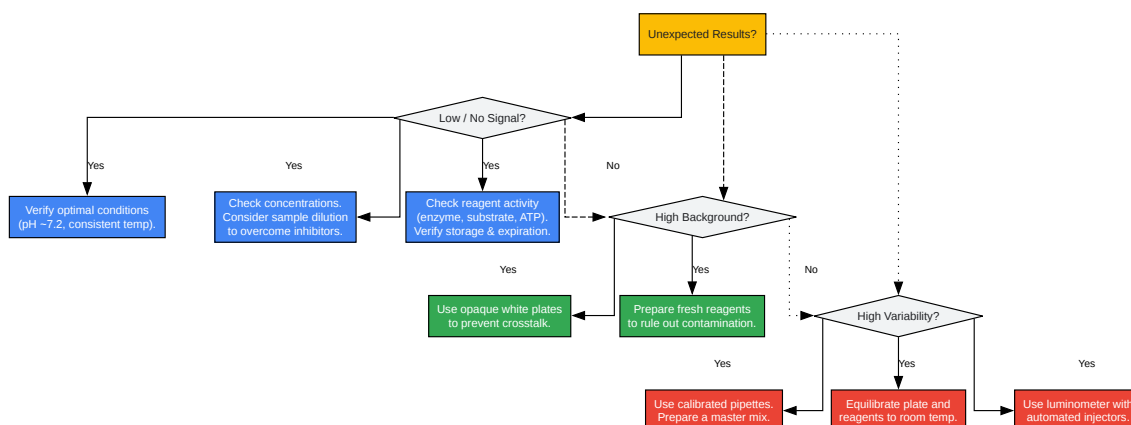 Unexpected Results?
Low / No Signal?
Yes
Yes
Yes
No
Verify optimal conditions
(pH ~7.2, consistent temp).
Check concentrations.
Consider sample dilution
to overcome inhibitors.
Check reagent activity
(enzyme, substrate, ATP).
Verify storage & expiration.
High Background?
Yes
Yes
No
Use opaque white plates
to prevent crosstalk.
Prepare fresh reagents
to rule out contamination.
High Variability?
Yes
Yes
Yes
Use calibrated pipettes.
Prepare a master mix.
Equilibrate plate and
reagents to room temp.
Use luminometer with
automated injectors.